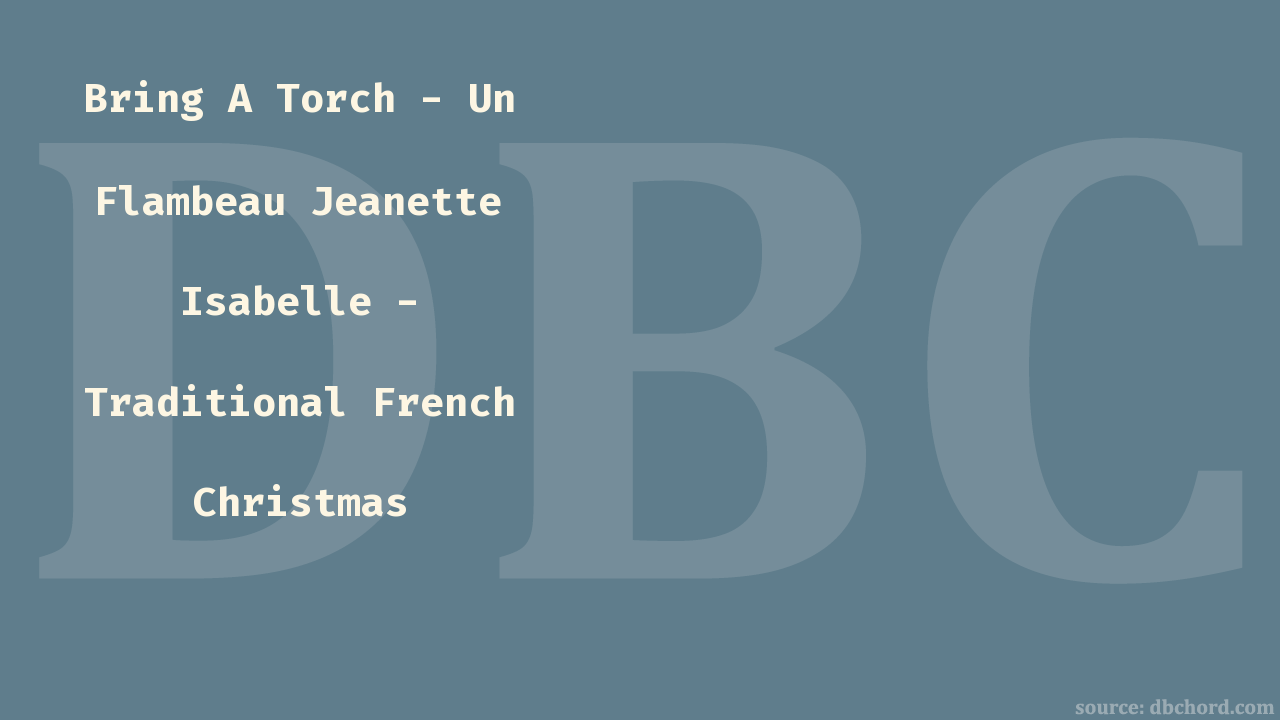 Bring A Torch – Un
Flambeau Jeanette
Isabelle –
Traditional French
Christmas
DBC
source: dbchord.com